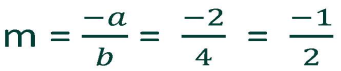 m = -a/b = -2/4 = -1/2